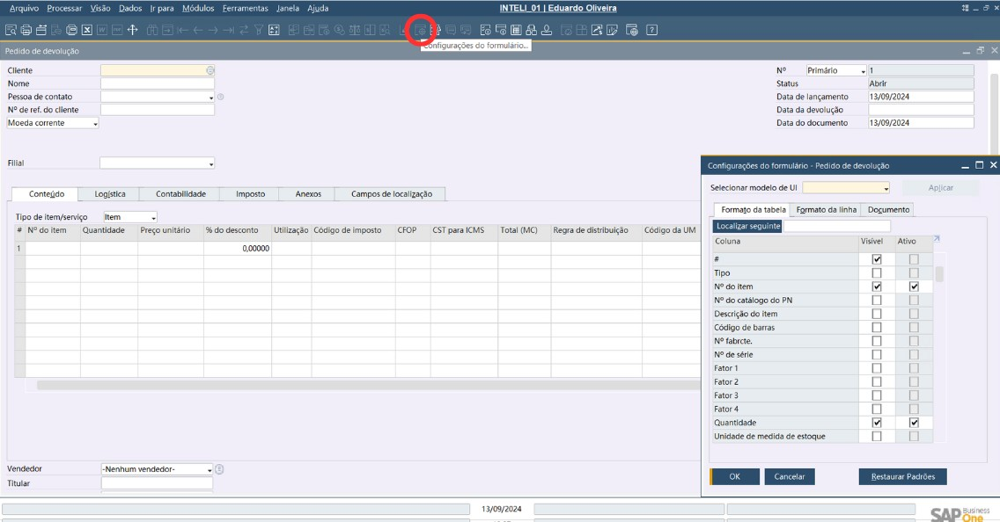 Arquivo Processar Visão Dados Ir para Módulos Ferramentas Janela Ajuda INTELI_01 | Eduardo Oliveira
Configurações do formulário...
Pedido de devolução
Cliente Nº Primário 1
Nome Status Abrir
Pessoa de contato Data de lançamento 13/09/2024
Nº de ref. do cliente Data da devolução
Moeda corrente Data do documento 13/09/2024
Filial
Conteúdo Logística Contabilidade Imposto Anexos Campos de localização
Tipo de item/serviço Item
# Nº do item Quantidade Preço unitário % do desconto Utilização Código de imposto CFOP CST para ICMS Total (MC) Regra de distribuição Código da UM
1 0,00000
Vendedor -Nenhum vendedor-
Titular
Configurações do formulário - Pedido de devolução
Selecionar modelo de UI Aplicar
Formato da tabela Formato da linha Documento
Localizar seguinte
Coluna Visível Ativo
#
Tipo
Nº do item
Nº do catálogo do PN
Descrição do item
Código de barras
Nº fabrcte.
Nº de série
Fator 1
Fator 2
Fator 3
Fator 4
Quantidade
Unidade de medida de estoque
OK Cancelar Restaurar Padrões
13/09/2024
SAP Business One